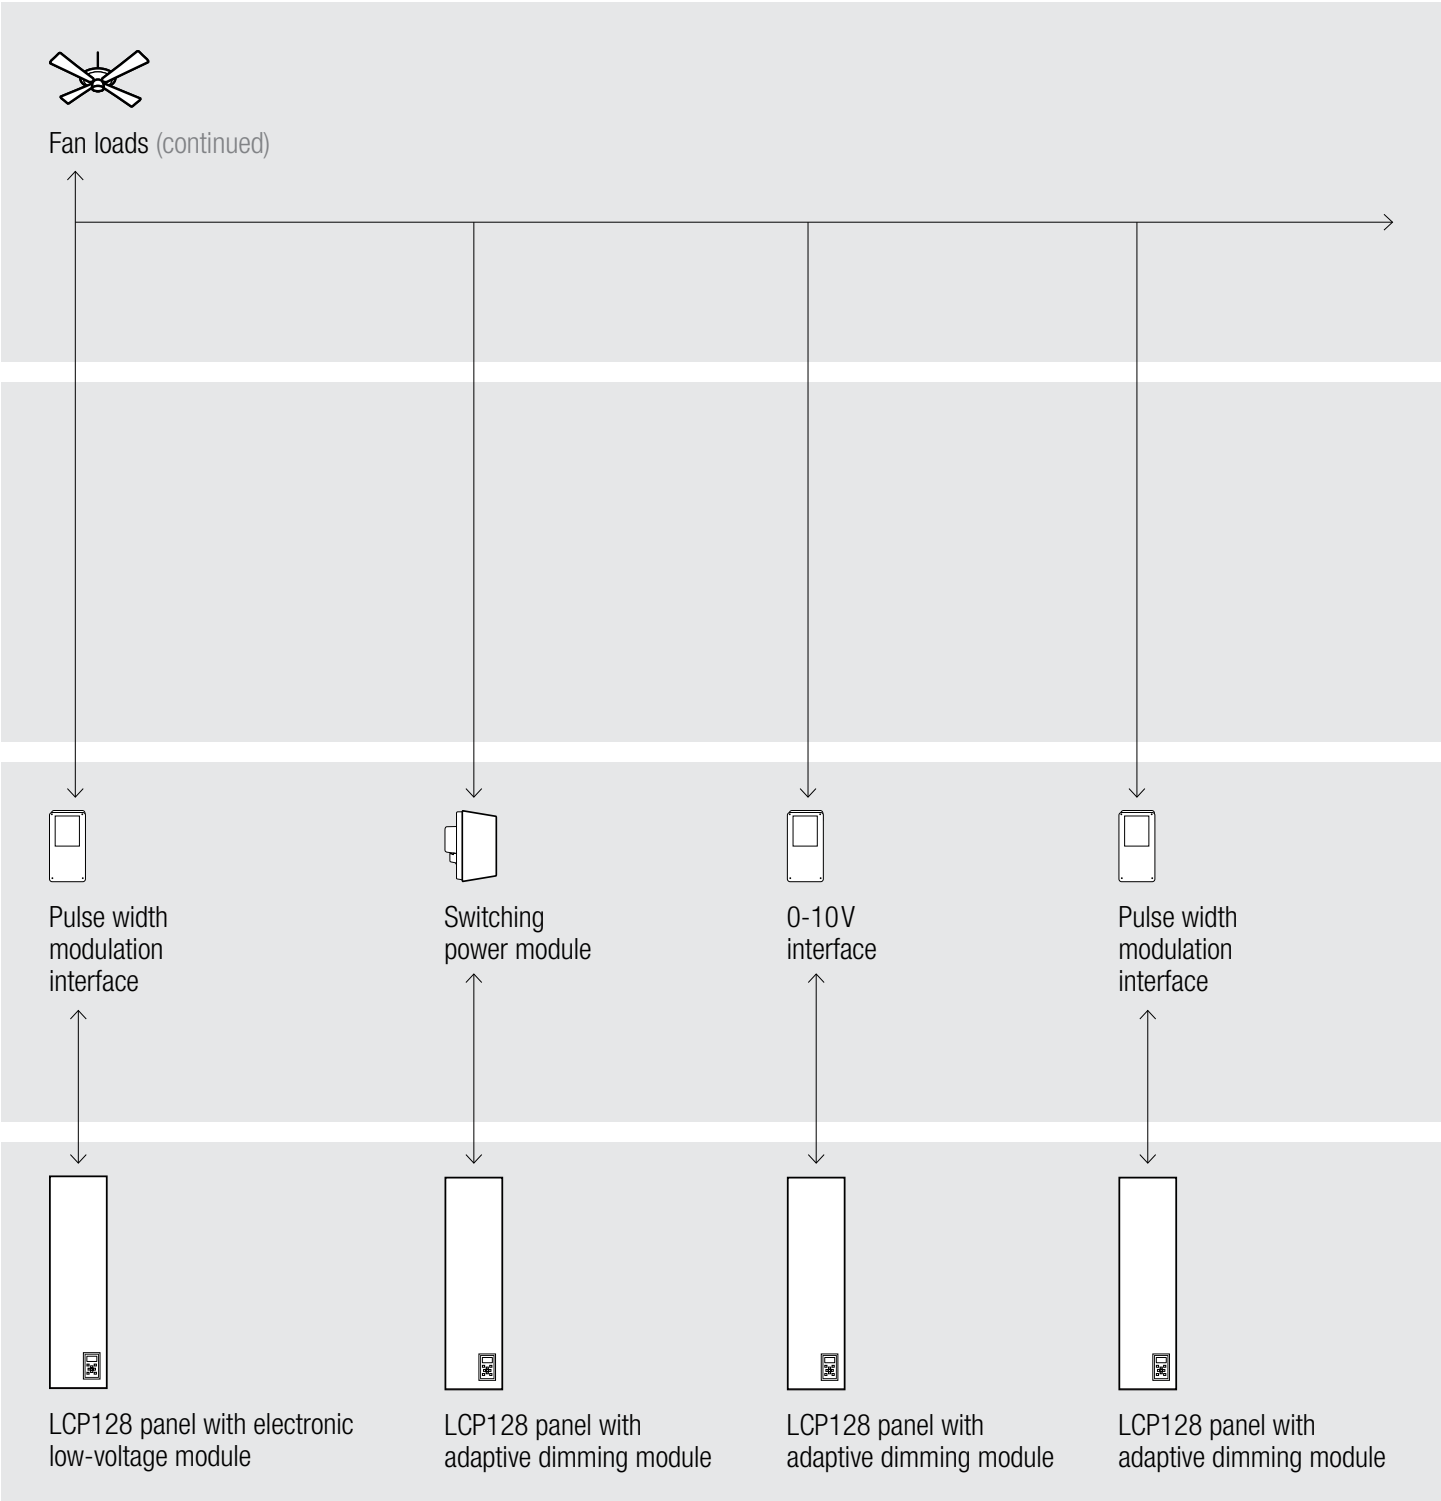 Fan loads (continued)
Pulse width
modulation
interface
Switching
power module
0-10V
interface
Pulse width
modulation
interface
LCP128 panel with electronic
low-voltage module
LCP128 panel with
adaptive dimming module
LCP128 panel with
adaptive dimming module
LCP128 panel with
adaptive dimming module